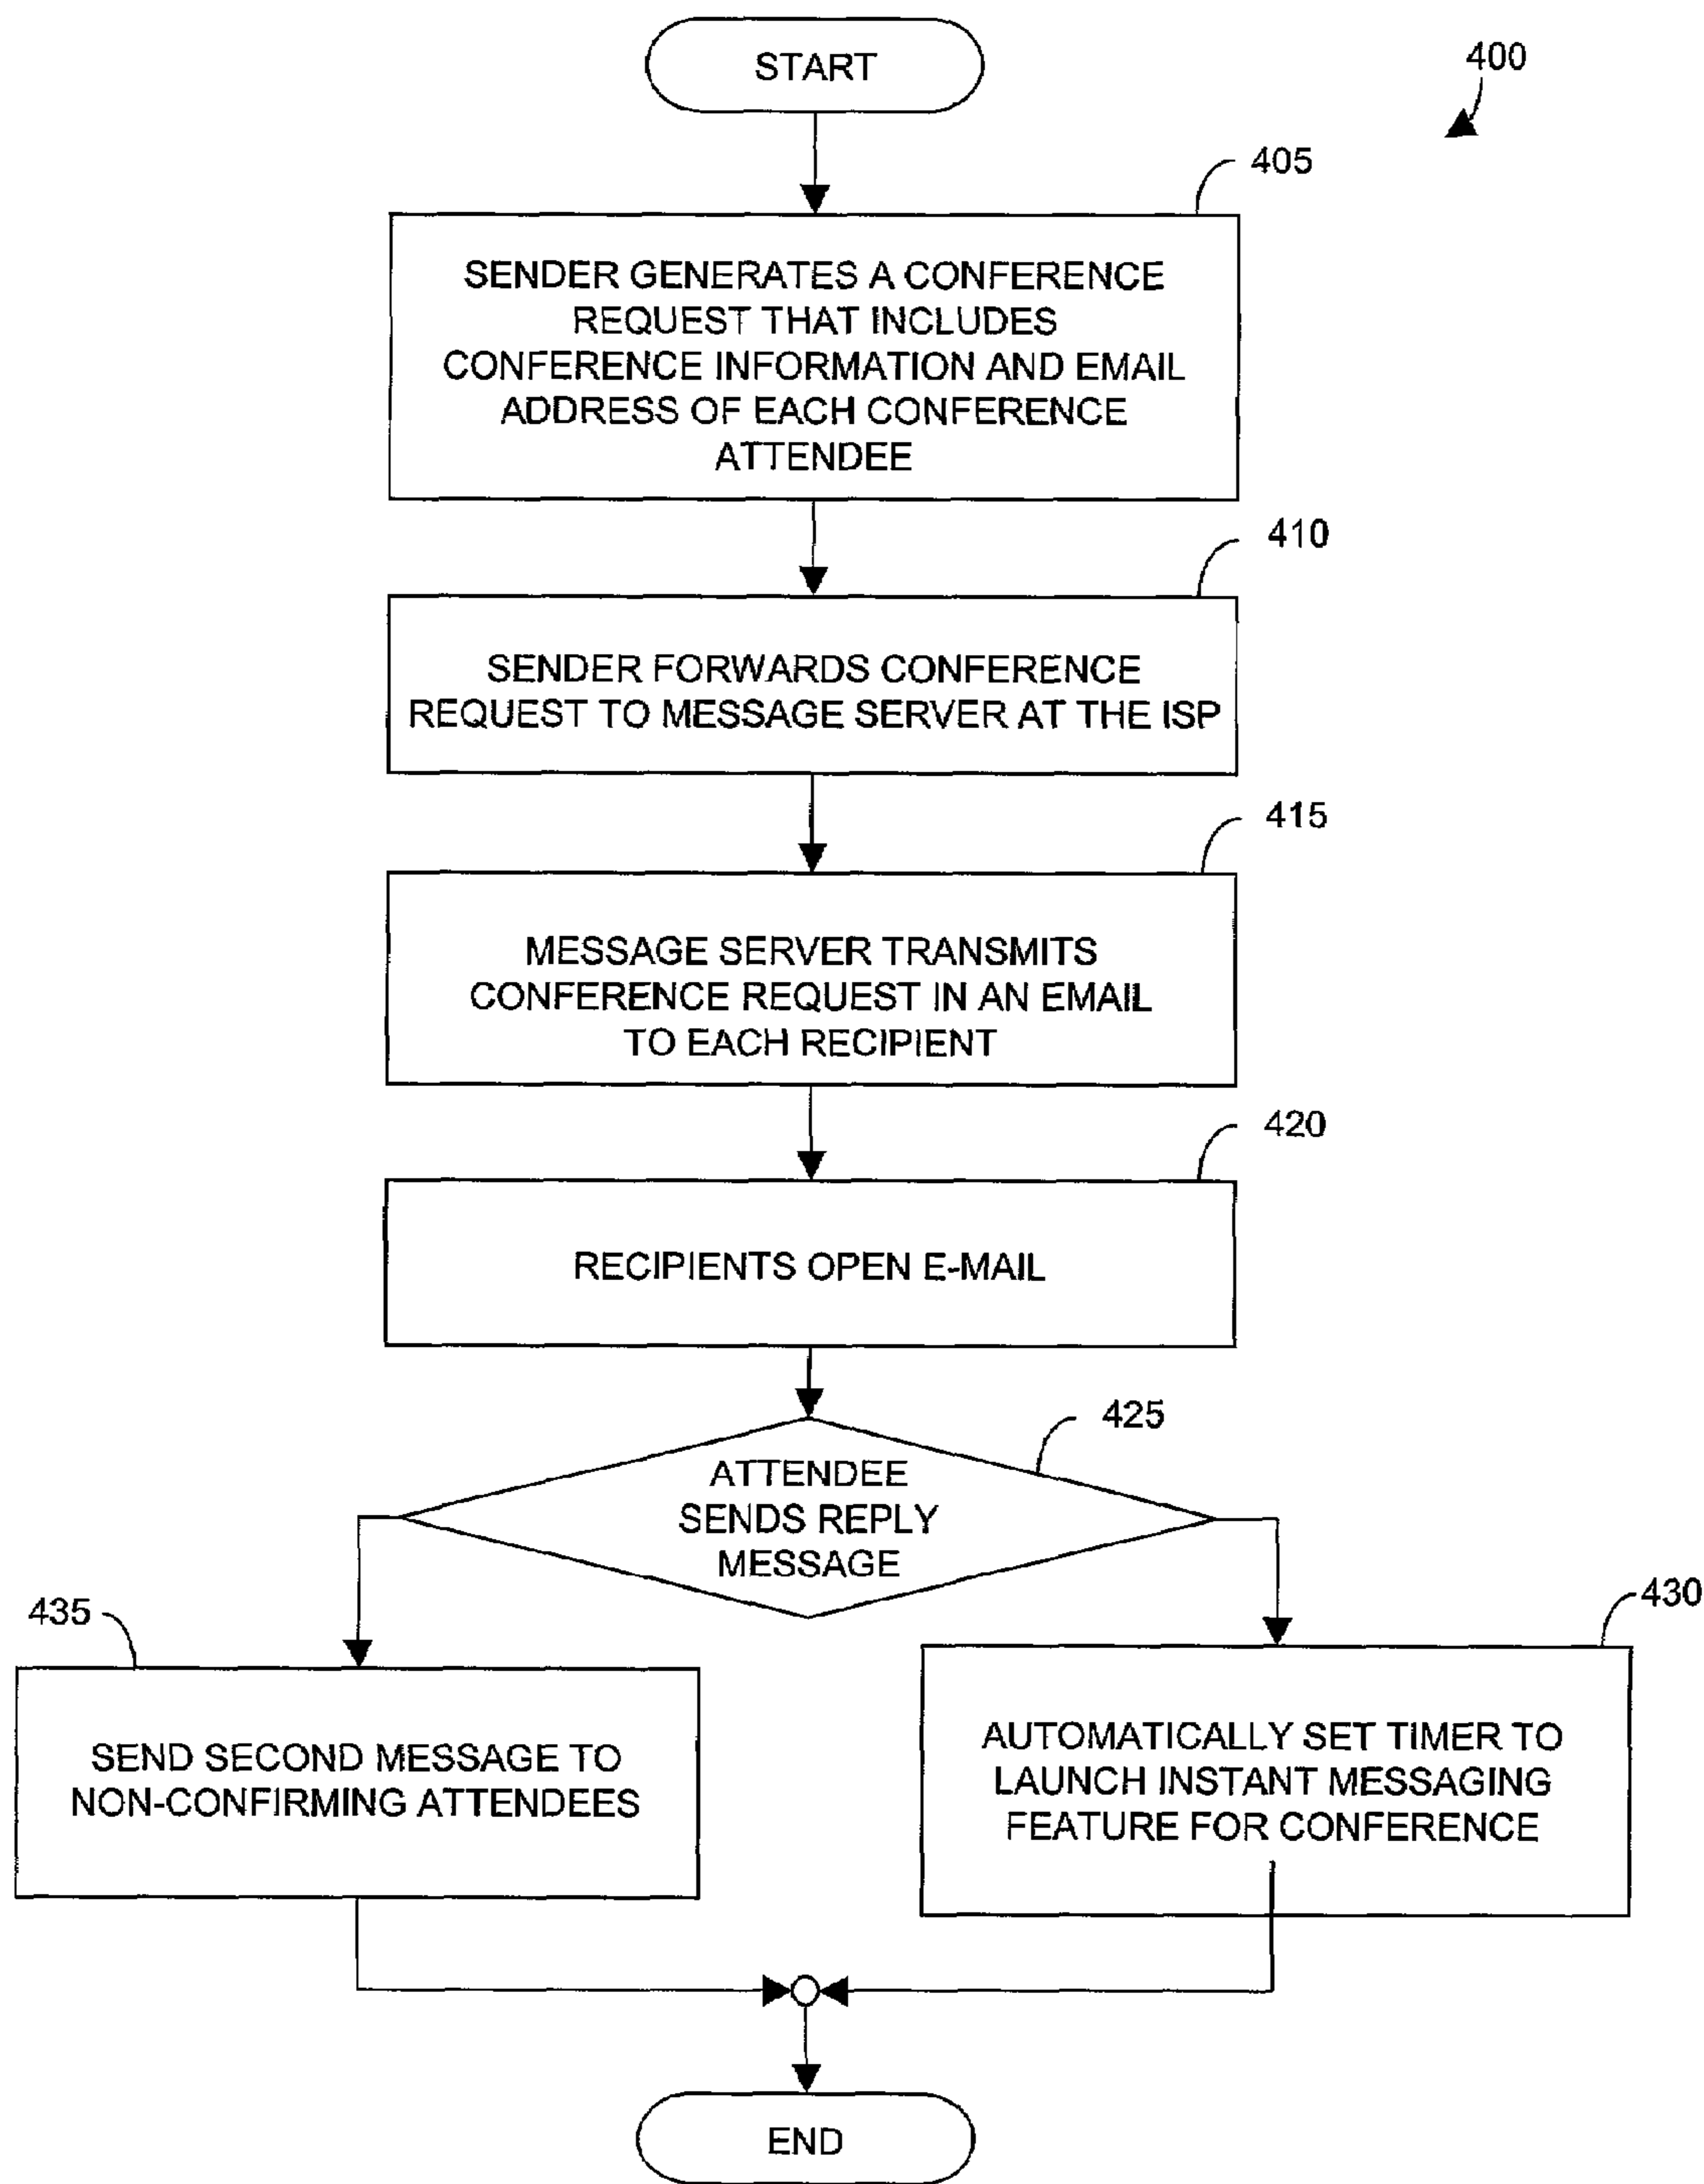 START
400
405
SENDER GENERATES A CONFERENCE
REQUEST THAT INCLUDES
CONFERENCE INFORMATION AND EMAIL
ADDRESS OF EACH CONFERENCE
ATTENDEE
410
SENDER FORWARDS CONFERENCE
REQUEST TO MESSAGE SERVER AT THE ISP
415
MESSAGE SERVER TRANSMITS
CONFERENCE REQUEST IN AN EMAIL
TO EACH RECIPIENT
420
RECIPIENTS OPEN E-MAIL
425
ATTENDEE
SENDS REPLY
MESSAGE
435
SEND SECOND MESSAGE TO
NON-CONFIRMING ATTENDEES
430
AUTOMATICALLY SET TIMER TO
LAUNCH INSTANT MESSAGING
FEATURE FOR CONFERENCE
END